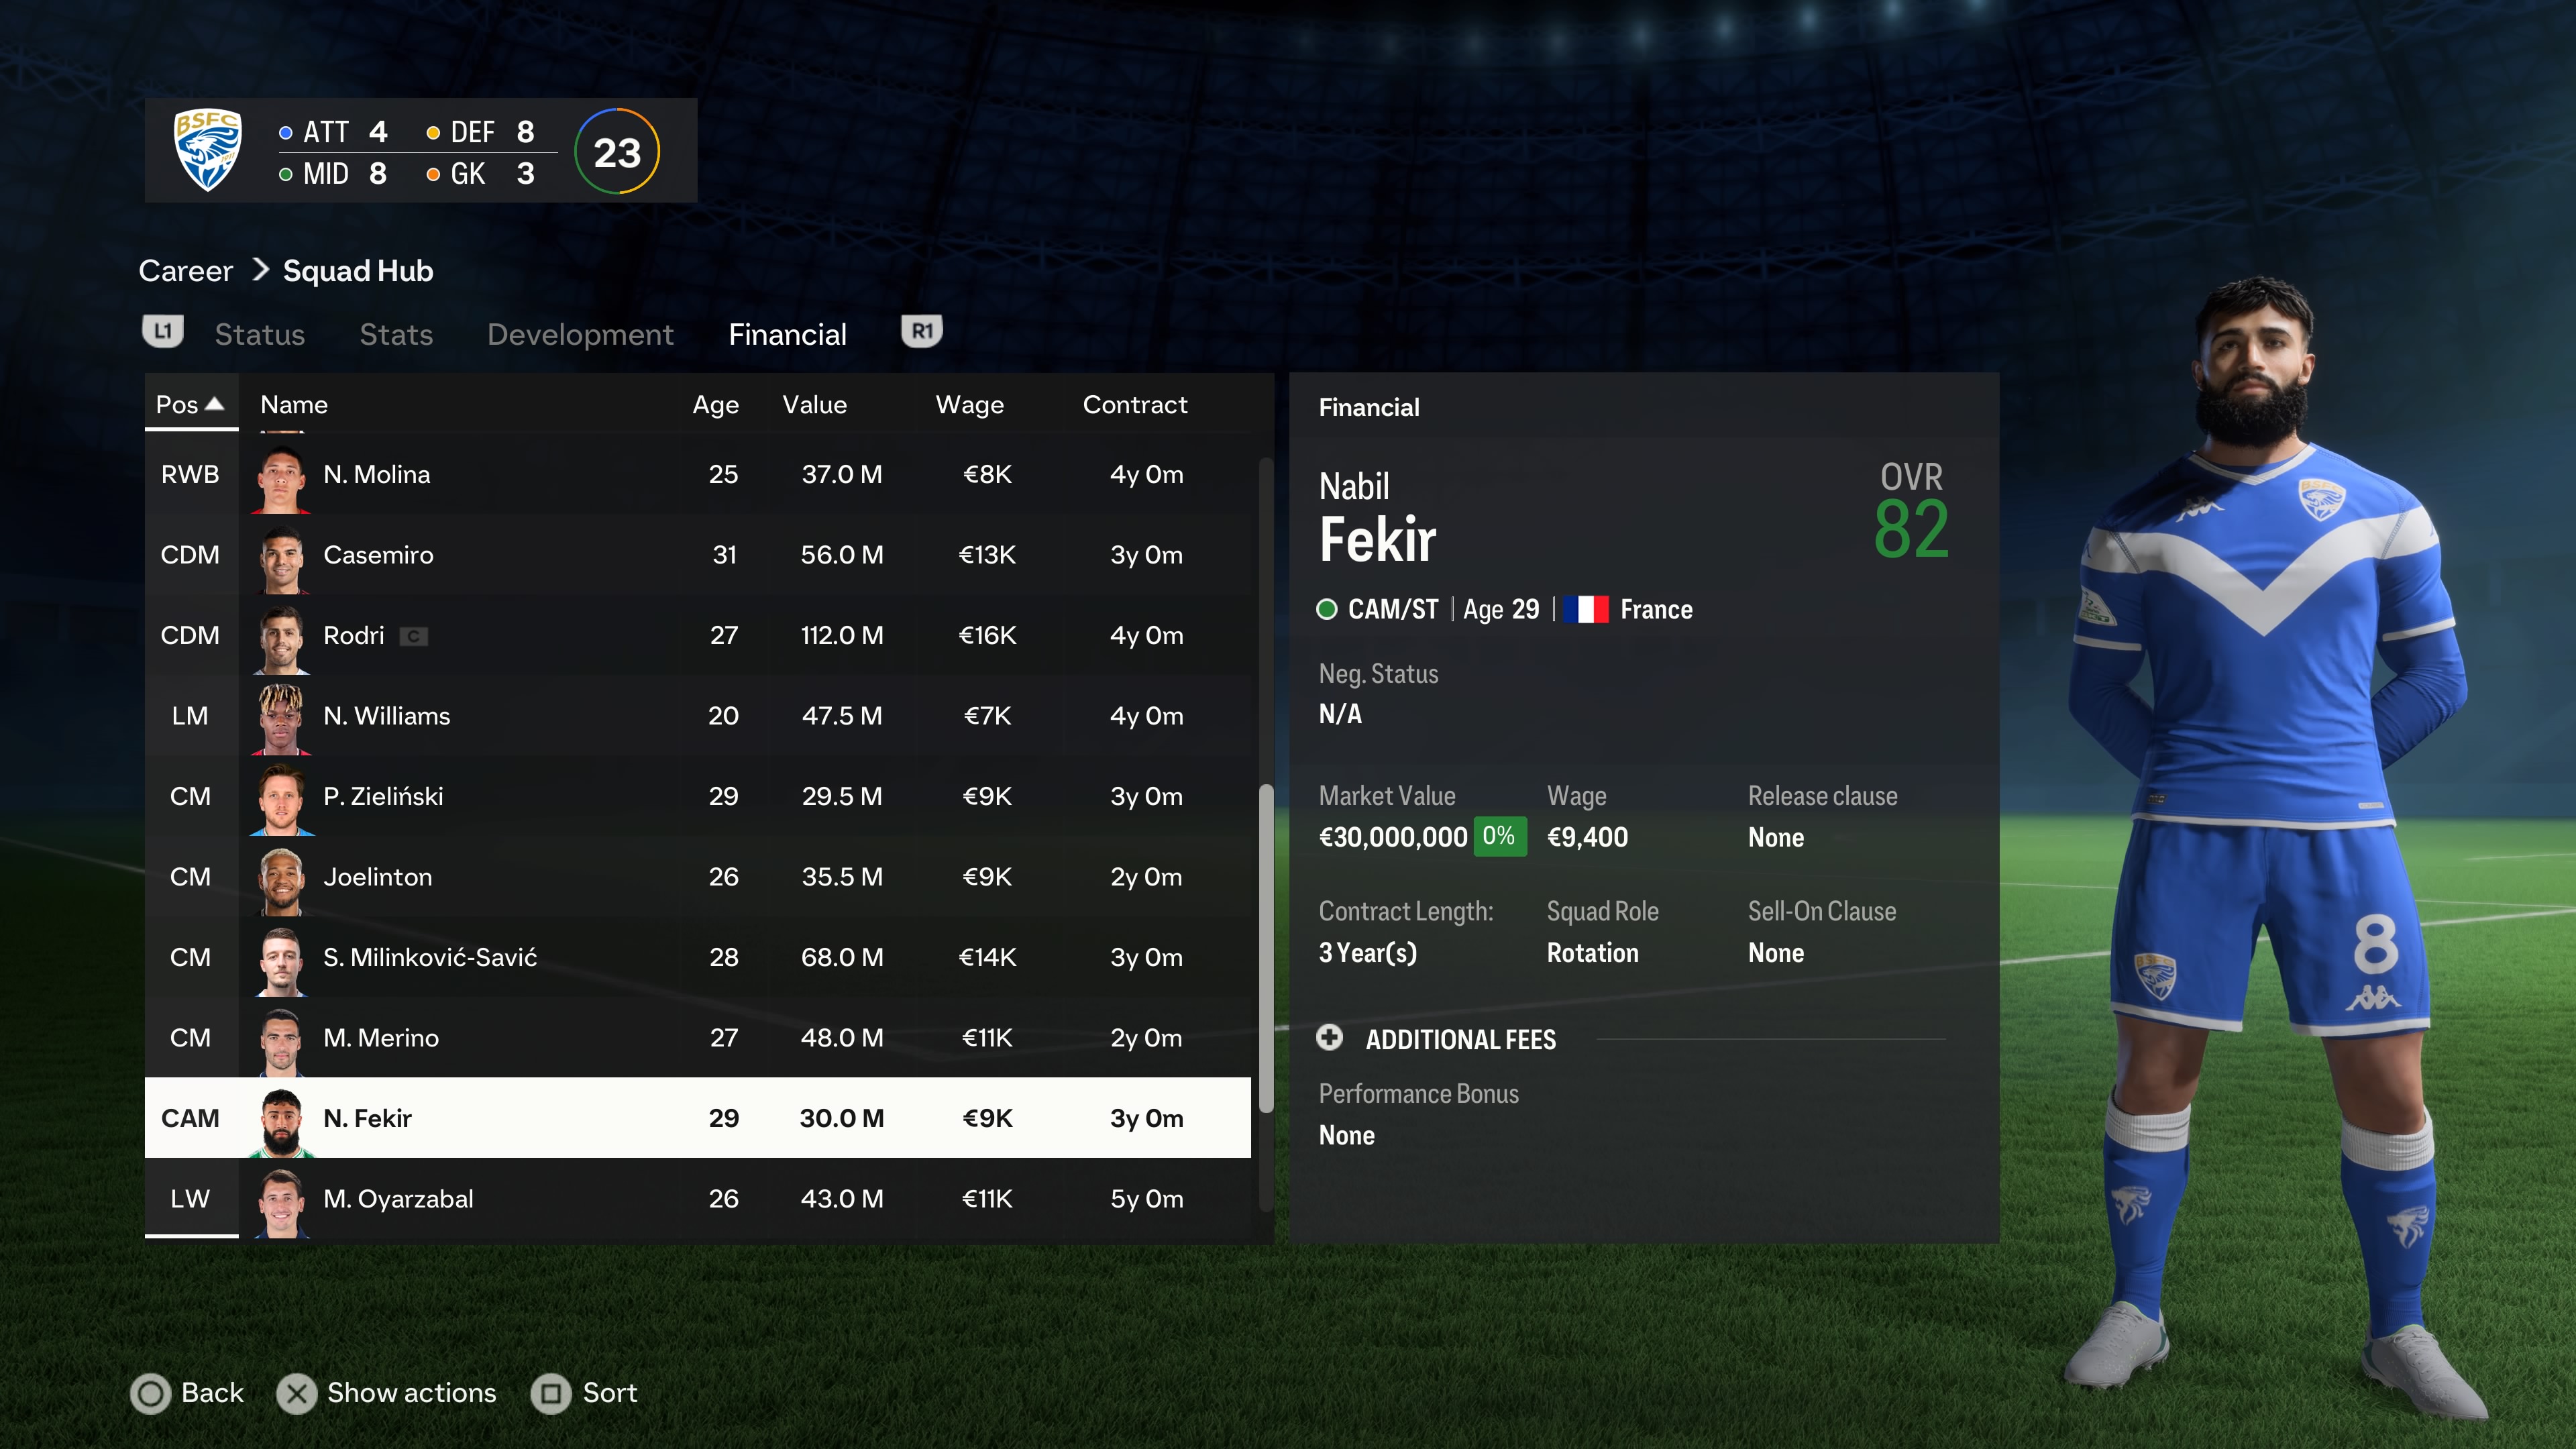 BSFC
ATT 4 DEF 8
MID 8 GK 3
23
Career > Squad Hub
L1 Status Stats Development Financial R1
Pos Name Age Value Wage Contract
RWB N. Molina 25 37.0 M €8K 4y 0m
CDM Casemiro 31 56.0 M €13K 3y 0m
CDM Rodri C 27 112.0 M €16K 4y 0m
LM N. Williams 20 47.5 M €7K 4y 0m
CM P. Zieliński 29 29.5 M €9K 3y 0m
CM Joelinton 26 35.5 M €9K 2y 0m
CM S. Milinković-Savić 28 68.0 M €14K 3y 0m
CM M. Merino 27 48.0 M €11K 2y 0m
CAM N. Fekir 29 30.0 M €9K 3y 0m
LW M. Oyarzabal 26 43.0 M €11K 5y 0m
Financial
Nabil
Fekir
OVR
82
CAM/ST | Age 29 | France
Neg. Status
N/A
Market Value Wage Release clause
€30,000,000 0% €9,400 None
Contract Length: Squad Role Sell-On Clause
3 Year(s) Rotation None
ADDITIONAL FEES
Performance Bonus
None
BSFC
8
BSFC
Back Show actions Sort